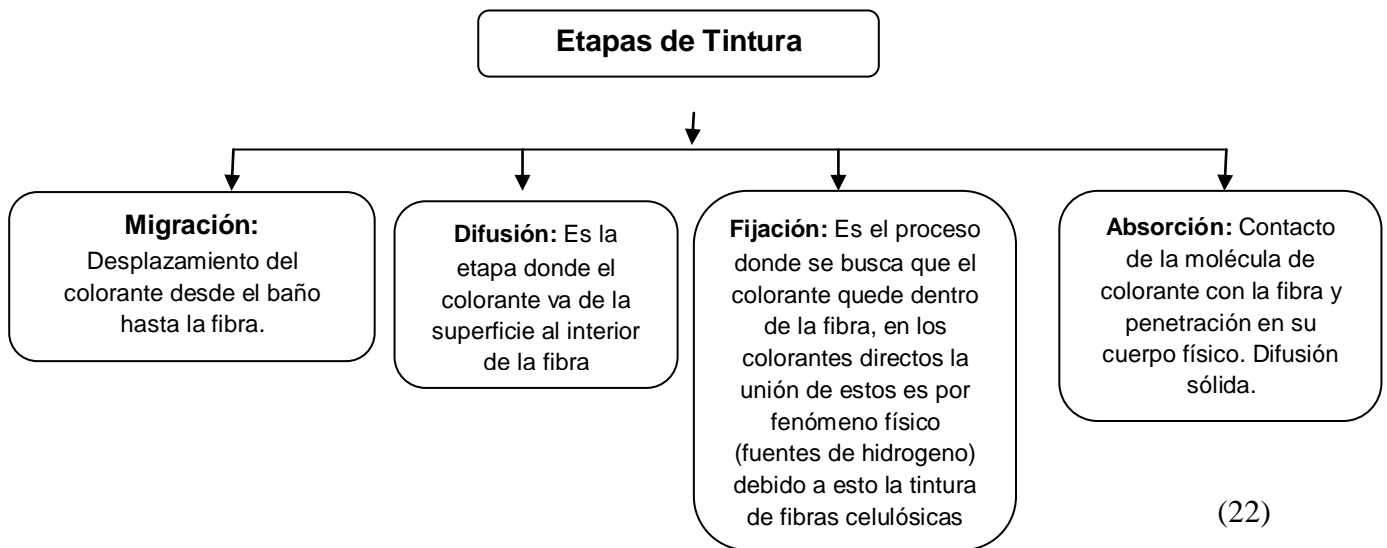 Etapas de Tintura
Migración:
Desplazamiento del
colorante desde el baño
hasta la fibra.
Difusión: Es la
etapa donde el
colorante va de la
superficie al interior
de la fibra
Fijación: Es el proceso
donde se busca que el
colorante quede dentro
de la fibra, en los
colorantes directos la
unión de estos es por
fenómeno físico
(fuentes de hidrogeno)
debido a esto la tintura
de fibras celulósicas
Absorción: Contacto
de la molécula de
colorante con la fibra y
penetración en su
cuerpo físico. Difusión
sólida.
(22)